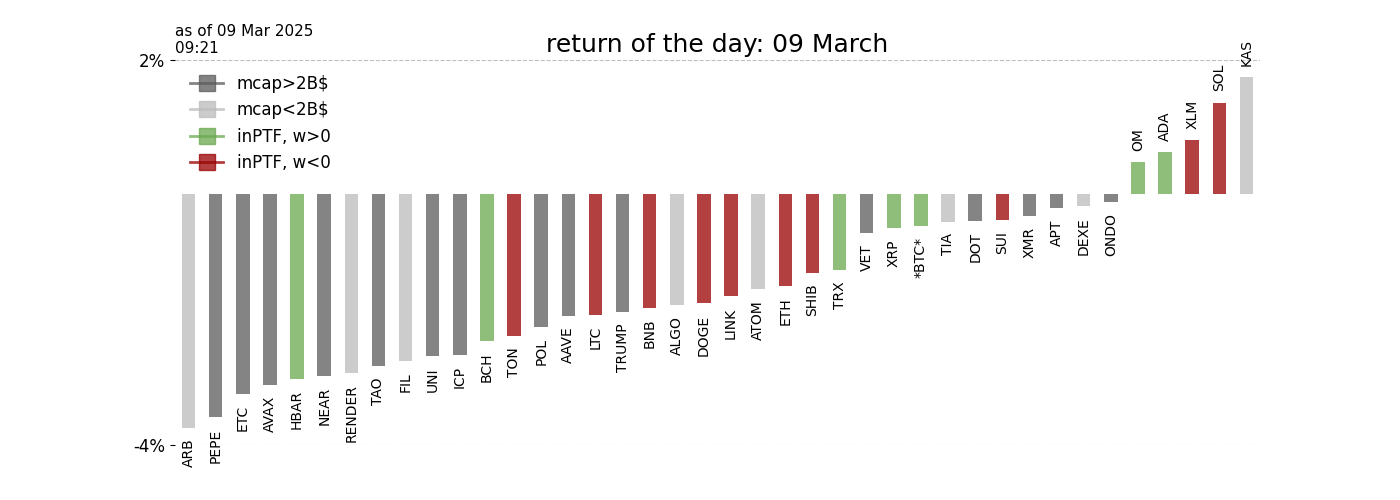 as of 09 Mar 2025
09:21
return of the day: 09 March
2%
-4%
mcap>2B$
mcap<2B$
inPTF, w>0
inPTF, w<0
ARB
PEPE
ETC
AVAX
HBAR
NEAR
RENDER
TAO
FIL
UNI
ICP
BCH
TON
POL
AAVE
LTC
TRUMP
BNB
ALGO
DOGE
LINK
ATOM
ETH
SHIB
TRX
VET
XRP
*BTC*
TIA
DOT
SUI
XMR
APT
DEXE
ONDO
OM
ADA
XLM
SOL
KAS